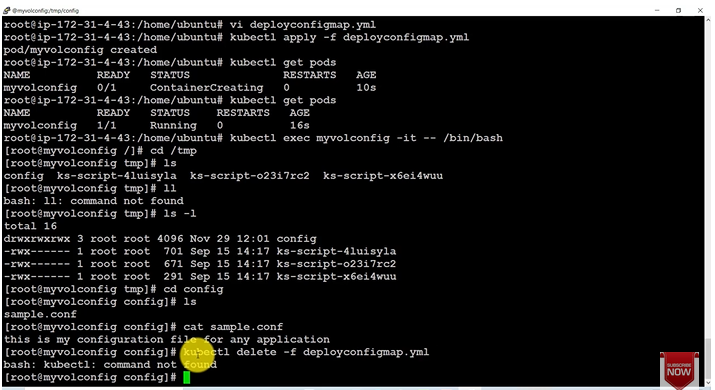 @myvolconfig:/tmp/config
root@ip-172-31-4-43:/home/ubuntu# vi deployconfigmap.yml
root@ip-172-31-4-43:/home/ubuntu# kubectl apply -f deployconfigmap.yml
pod/myvolconfig created
root@ip-172-31-4-43:/home/ubuntu# kubectl get pods
NAME READY STATUS RESTARTS AGE
myvolconfig 0/1 ContainerCreating 0 10s
root@ip-172-31-4-43:/home/ubuntu# kubectl get pods
NAME READY STATUS RESTARTS AGE
myvolconfig 1/1 Running 0 16s
root@ip-172-31-4-43:/home/ubuntu# kubectl exec myvolconfig -it -- /bin/bash
[root@myvolconfig /]# cd /tmp
[root@myvolconfig tmp]# ls
config ks-script-4luisyla ks-script-o23i7rc2 ks-script-x6ei4wuu
[root@myvolconfig tmp]# ll
bash: ll: command not found
[root@myvolconfig tmp]# ls -l
total 16
drwxrwxrwx 3 root root 4096 Nov 29 12:01 config
-rwx------ 1 root root 701 Sep 15 14:17 ks-script-4luisyla
-rwx------ 1 root root 671 Sep 15 14:17 ks-script-o23i7rc2
-rwx------ 1 root root 291 Sep 15 14:17 ks-script-x6ei4wuu
[root@myvolconfig tmp]# cd config
[root@myvolconfig config]# ls
sample.conf
[root@myvolconfig config]# cat sample.conf
this is my configuration file for any application
[root@myvolconfig config]# kubectl delete -f deployconfigmap.yml
bash: kubectl: command not found
[root@myvolconfig config]#
SUBSCRIBE
NOW